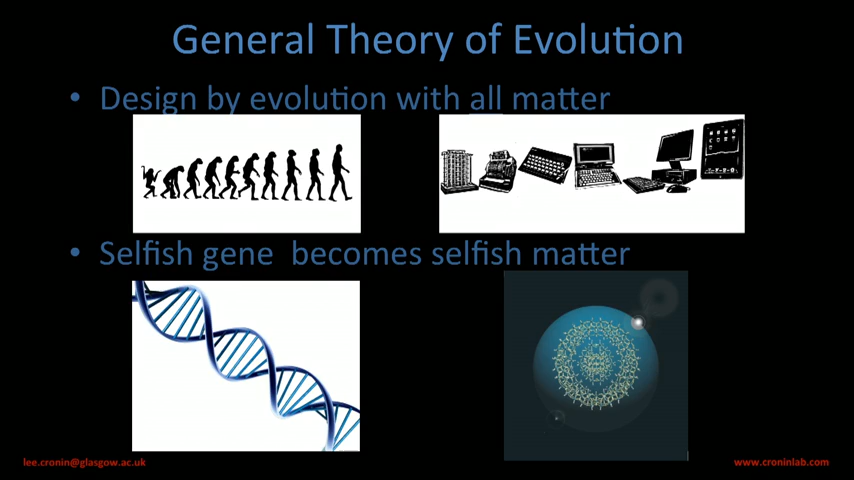 General Theory of Evolution
• Design by evolution with all matter
• Selfish gene becomes selfish matter
lee.cronin@glasgow.ac.uk
www.croninlab.com